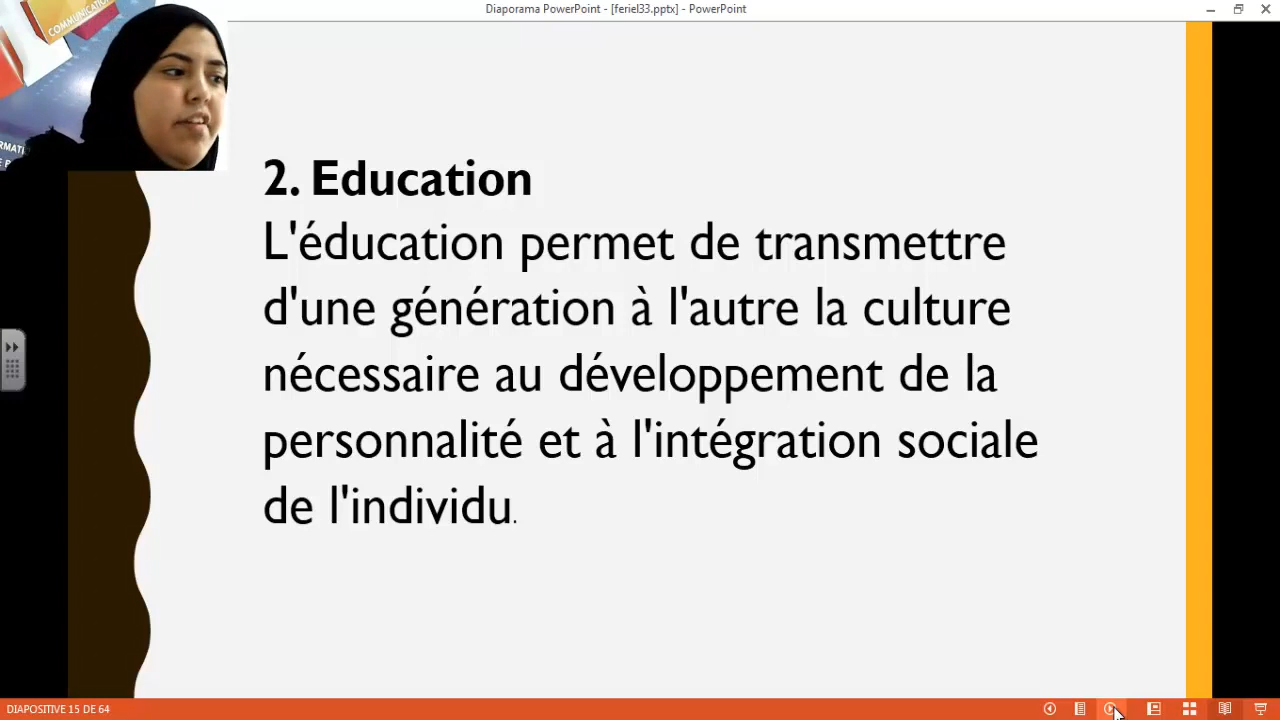 Diaporama PowerPoint - [feriel33.pptx] - PowerPoint
COMMUNICATION
2. Education
L'éducation permet de transmettre
d'une génération à l'autre la culture
nécessaire au développement de la
personnalité et à l'intégration sociale
de l'individu.
DIAPOSITIVE 15 DE 64